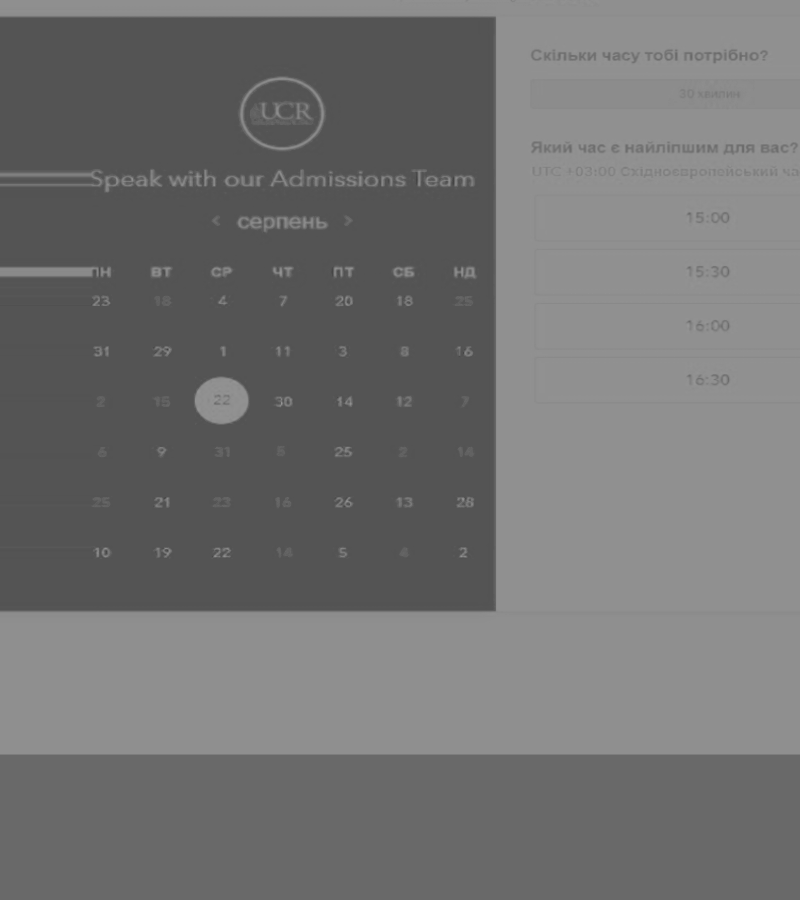 UCR
Speak with our Admissions Team
< серпень >
ПН ВТ СР ЧТ ПТ СБ НД
23 18 4 7 20 18 25
31 29 1 11 3 8 16
2 15 22 30 14 12 7
6 9 31 8 25 2 14
25 21 23 16 26 13 28
10 19 22 14 5 4 2
Скільки часу тобі потрібно?
30 хвилин
Який час є найліпшим для вас?
UTC +03:00 Східноєвропейський
15:00
15:30
16:00
16:30